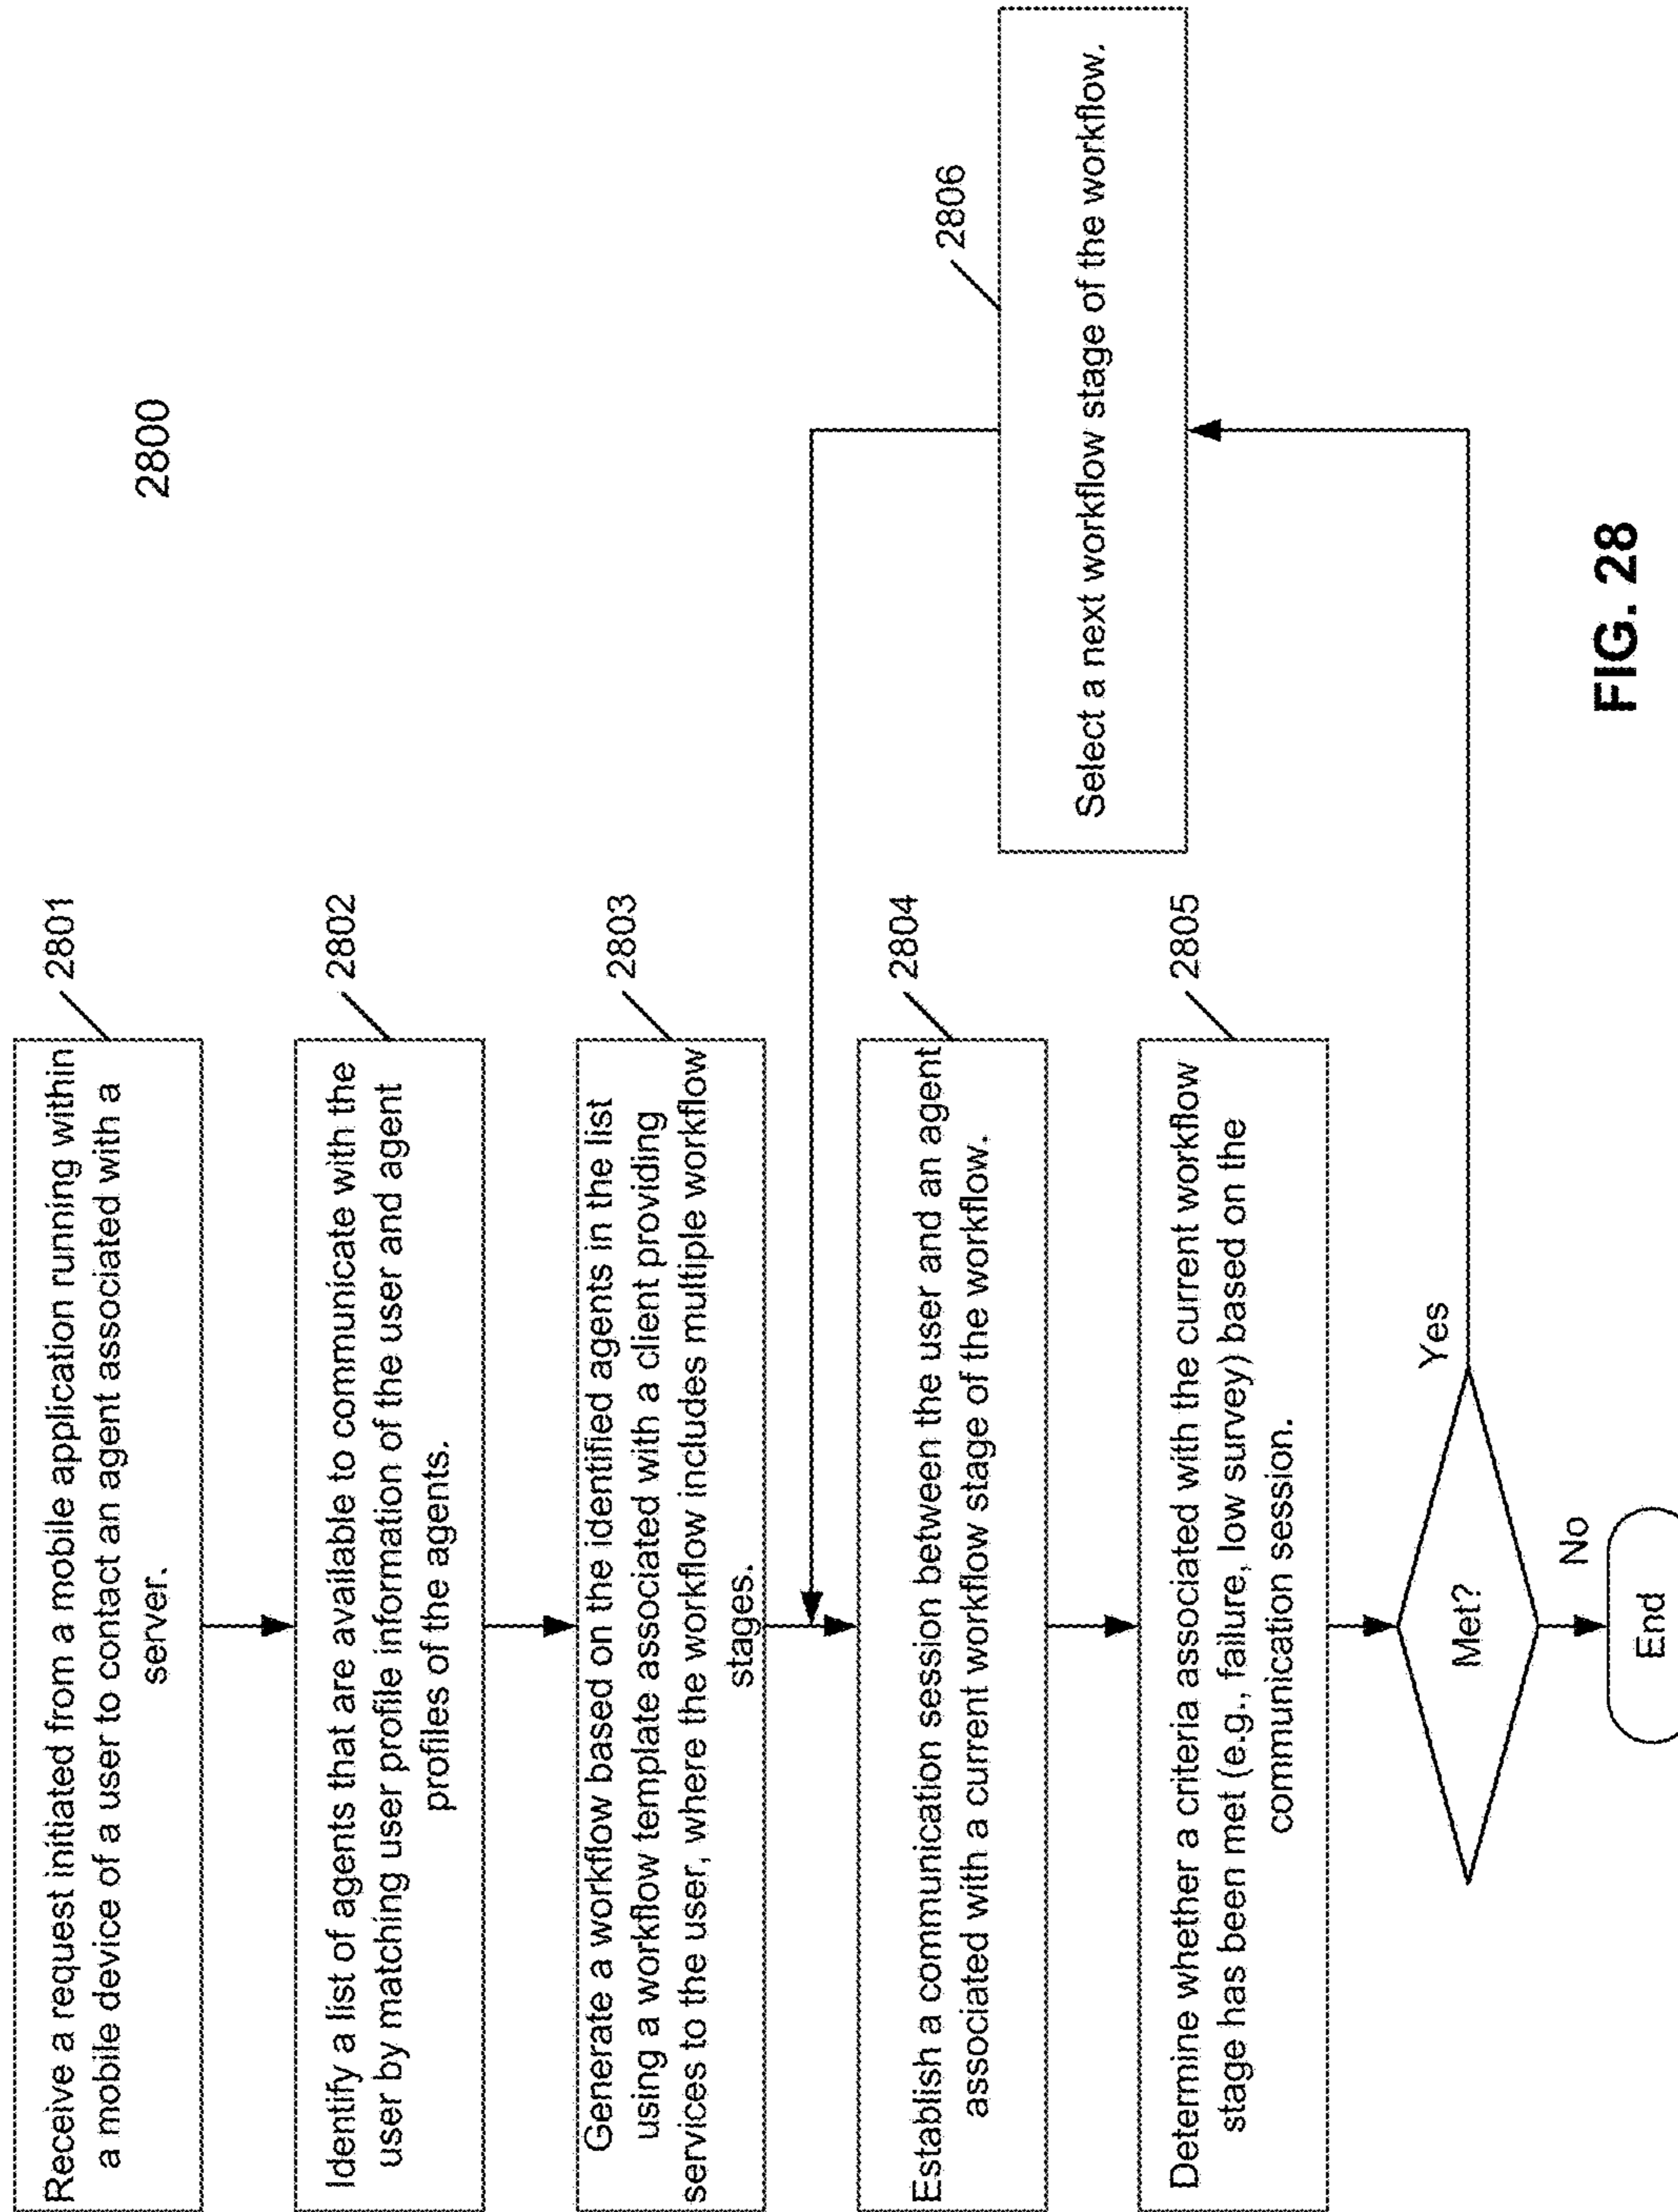 2800
2801
Receive a request initiated from a mobile application running within
a mobile device of a user to contact an agent associated with a
server.
2802
Identify a list of agents that are available to communicate with the
user by matching user profile information of the user and agent
profiles of the agents.
2803
Generate a workflow based on the identified agents in the list
using a workflow template associated with a client providing
services to the user, where the workflow includes multiple workflow
stages.
2804
Establish a communication session between the user and an agent
associated with a current workflow stage of the workflow.
2806
Select a next workflow stage of the workflow.
2805
Determine whether a criteria associated with the current workflow
stage has been met (e.g., failure, low survey) based on the
communication session.
Met?
Yes
No
End
FIG. 28